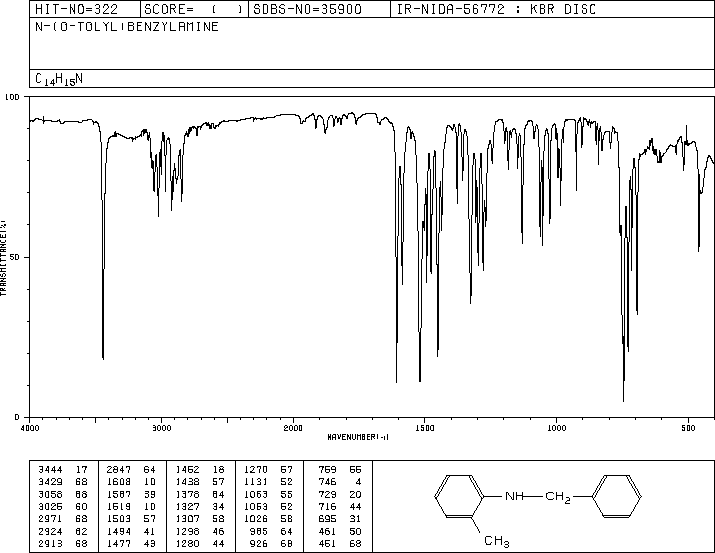 HIT-NO=322 SCORE= ( ) SDBS-NO=35900 IR-NIDA-56772 : KBR DISC
N-(O-TOLYL)BENZYLAMINE
C14H15N
100
50
0
TRANSMITTANCE(%)
4000 3000 2000 1500 1000 500
WAVENUMBER(-1)
3444 17 2847 64 1452 18 1270 57 759 55
3429 68 1608 10 1438 57 1131 52 746 4
3058 68 1587 39 1378 64 1063 55 729 20
3025 60 1519 10 1327 34 1053 52 716 44
2971 68 1503 57 1307 58 1026 58 695 31
2924 62 1494 41 1298 46 985 64 461 50
2913 68 1477 43 1280 44 926 68 451 68
NH CH2
CH3